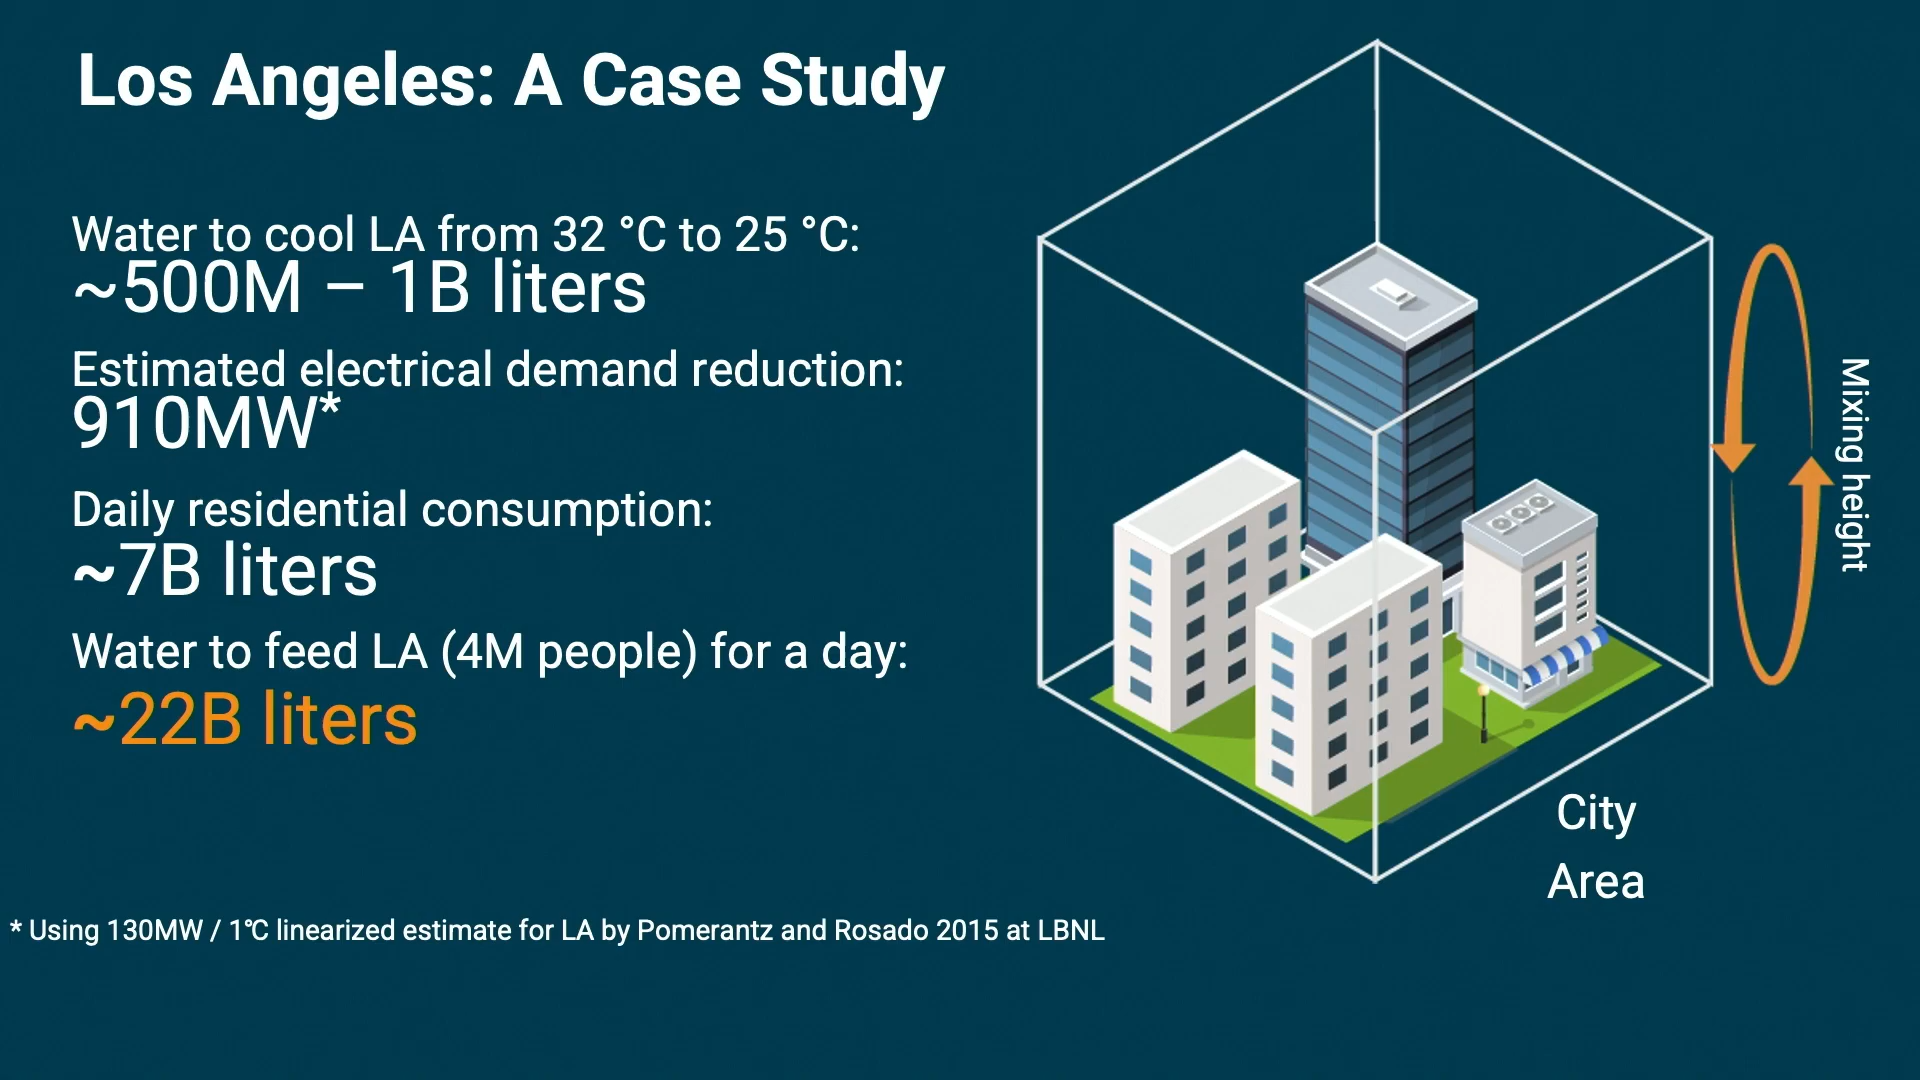 Los Angeles: A Case Study
Water to cool LA from 32 °C to 25 °C:
~500M – 1B liters
Estimated electrical demand reduction:
910MW*
Daily residential consumption:
~7B liters
Water to feed LA (4M people) for a day:
~22B liters
Mixing height
City
Area
* Using 130MW / 1°C linearized estimate for LA by Pomerantz and Rosado 2015 at LBNL